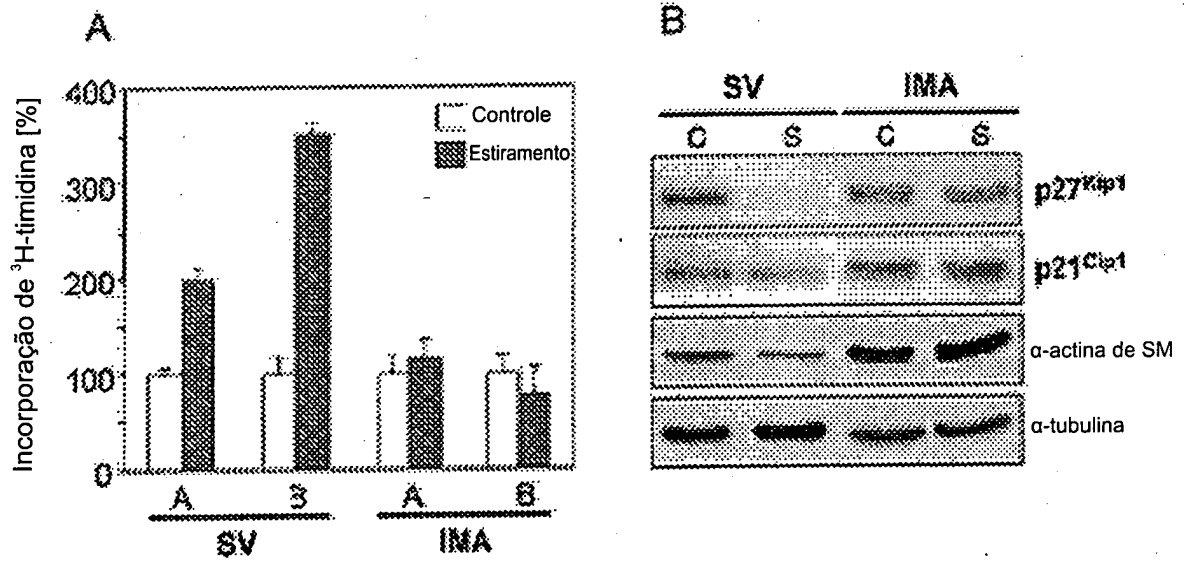 A
Incorporação de ³H-timidina [%]
400
300
200
100
0
Controle
Estiramento
A B A B
SV IMA
B
SV IMA
C S C S
p27Kip1
p21Cip1
α-actina de SM
α-tubulina